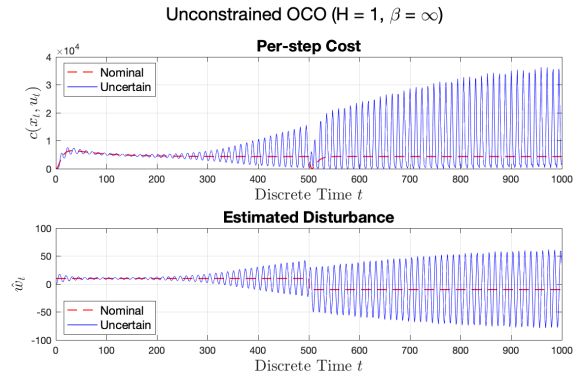 Unconstrained OCO (H = 1, β = ∞)
Per-step Cost
×10⁴
4
3
2
1
0
c(xₜ, uₜ)
Nominal
Uncertain
0 100 200 300 400 500 600 700 800 900 1000
Discrete Time t
Estimated Disturbance
100
50
0
-50
-100
ŵₜ
Nominal
Uncertain
0 100 200 300 400 500 600 700 800 900 1000
Discrete Time t